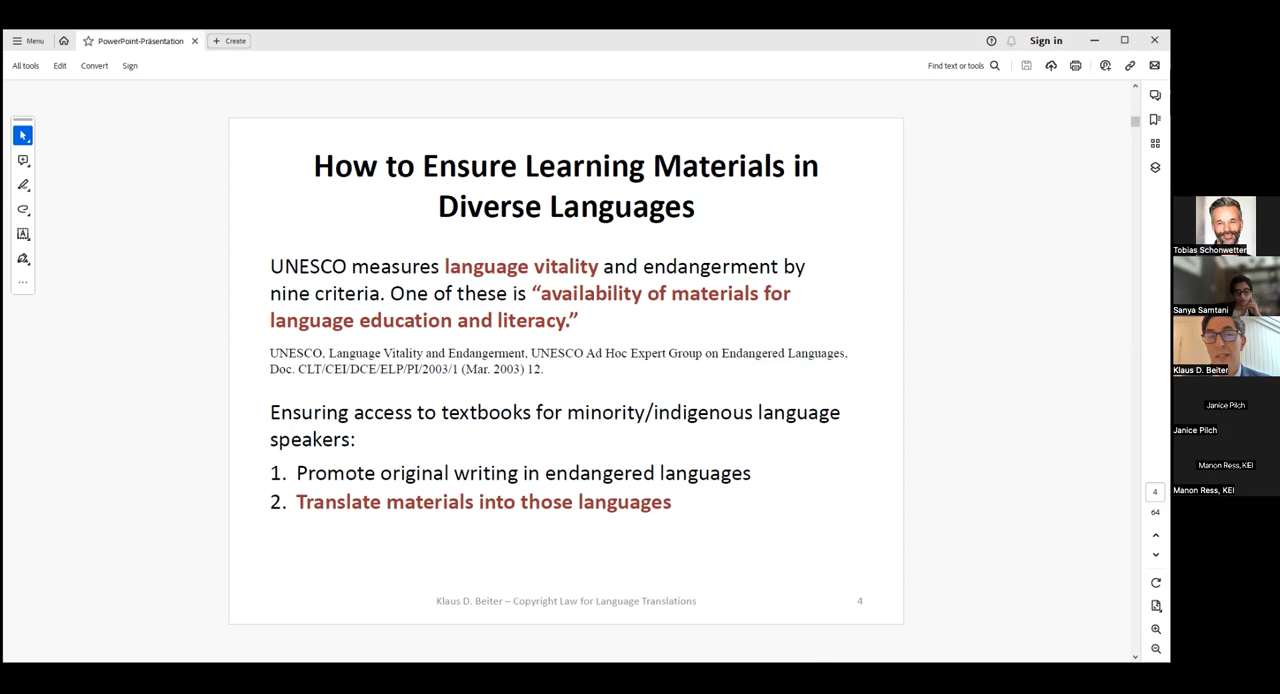 Menu
PowerPoint-Präsentation
Create
Sign in
All tools
Edit
Convert
Sign
Find text or tools
How to Ensure Learning Materials in
Diverse Languages
UNESCO measures language vitality and endangerment by
nine criteria. One of these is “availability of materials for
language education and literacy.”
UNESCO, Language Vitality and Endangerment, UNESCO Ad Hoc Expert Group on Endangered Languages,
Doc. CLT/CEI/DCE/ELP/PI/2003/1 (Mar. 2003) 12.
Ensuring access to textbooks for minority/indigenous language
speakers:
1. Promote original writing in endangered languages
2. Translate materials into those languages
Klaus D. Beiter – Copyright Law for Language Translations
4
4
64
Tobias Schonwetter
Sanya Samtani
Klaus D. Beiter
Janice Pilch
Janice Pilch
Manon Ress, KEI
Manon Ress, KEI